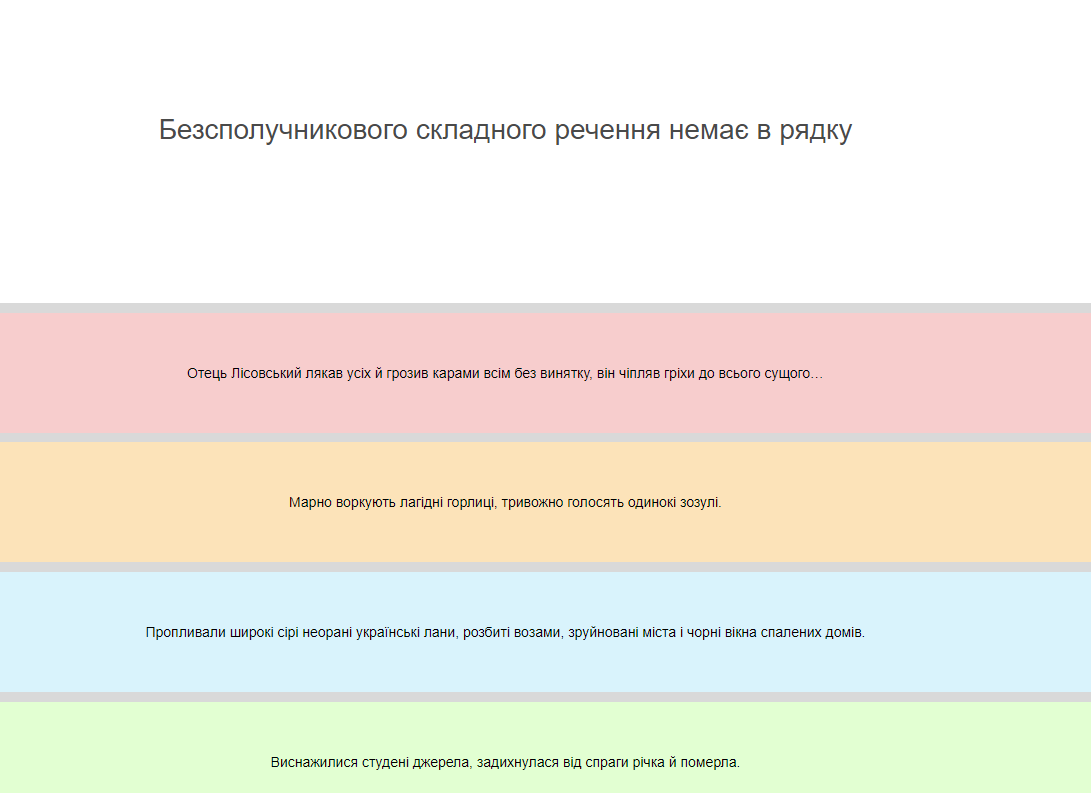 Безсполучникового складного речення немає в рядку
Отець Лісовський лякав усіх й грозив карами всім без винятку, він чіпляв гріхи до всього сущого…
Марно воркують лагідні горлиці, тривожно голосять одинокі зозулі.
Пропливали широкі сірі неорані українські лани, розбиті возами, зруйновані міста і чорні вікна спалених домів.
Виснажилися студені джерела, задихнулася від спраги річка й померла.